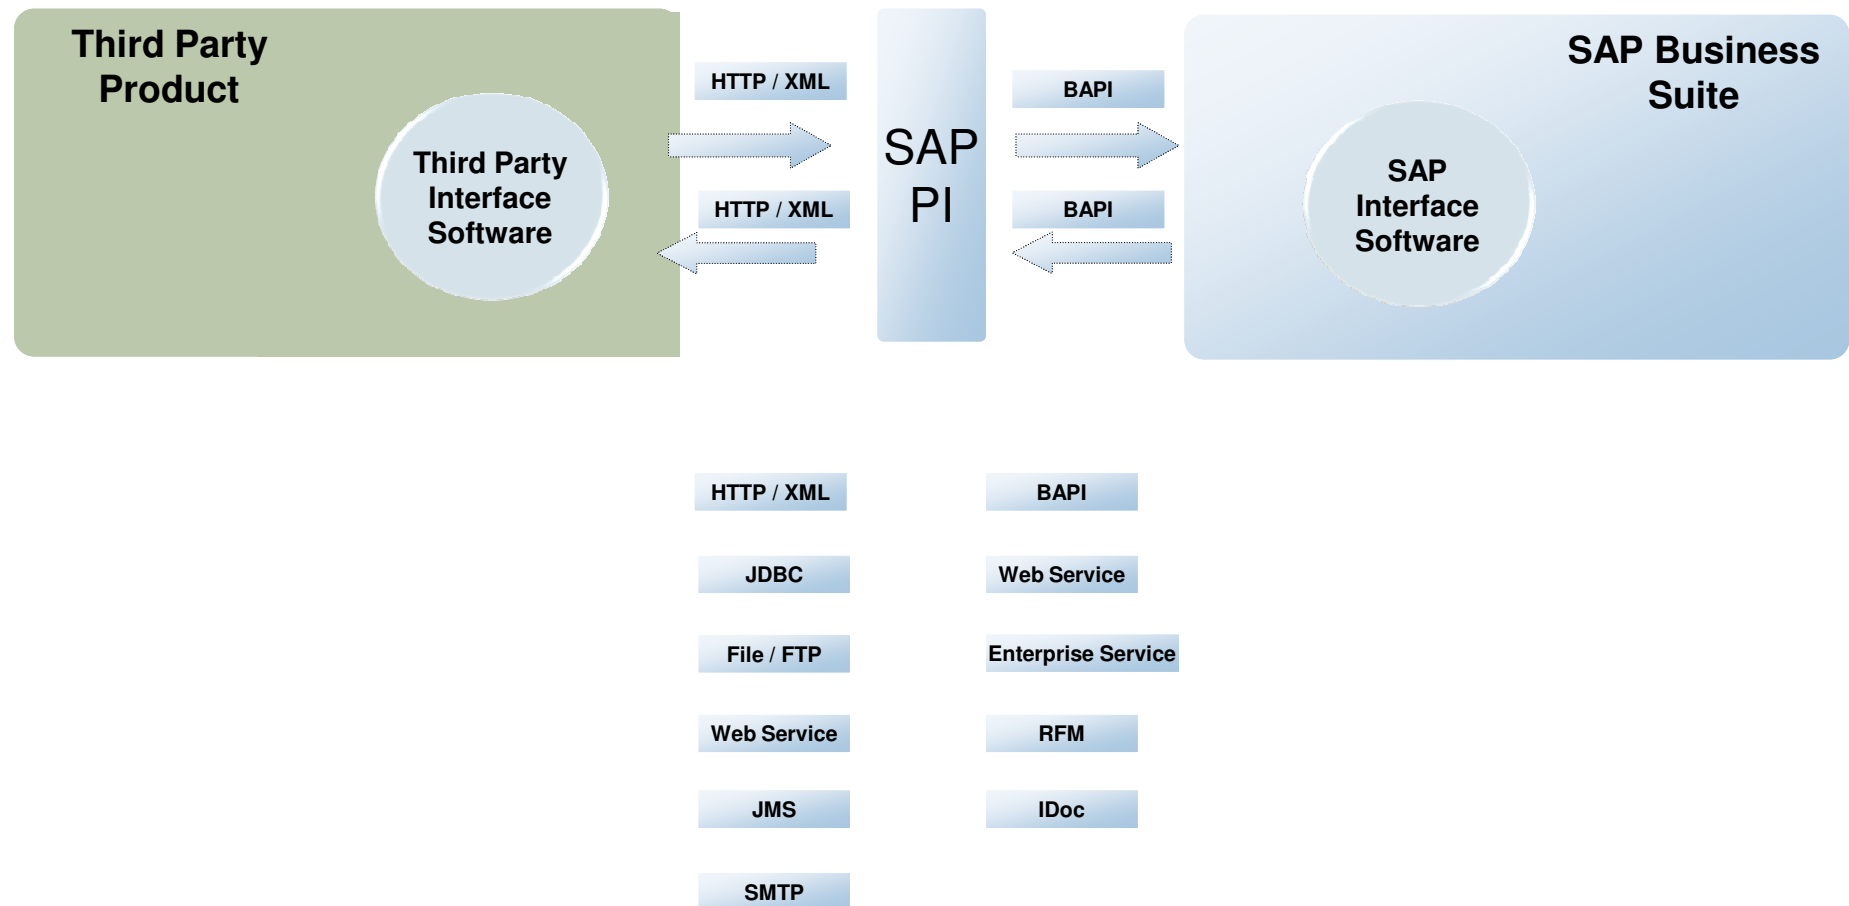 Third Party
Product
Third Party
Interface
Software
HTTP / XML
HTTP / XML
SAP
PI
BAPI
BAPI
SAP Business
Suite
SAP
Interface
Software
HTTP / XML
BAPI
JDBC
Web Service
File / FTP
Enterprise Service
Web Service
RFM
JMS
IDoc
SMTP